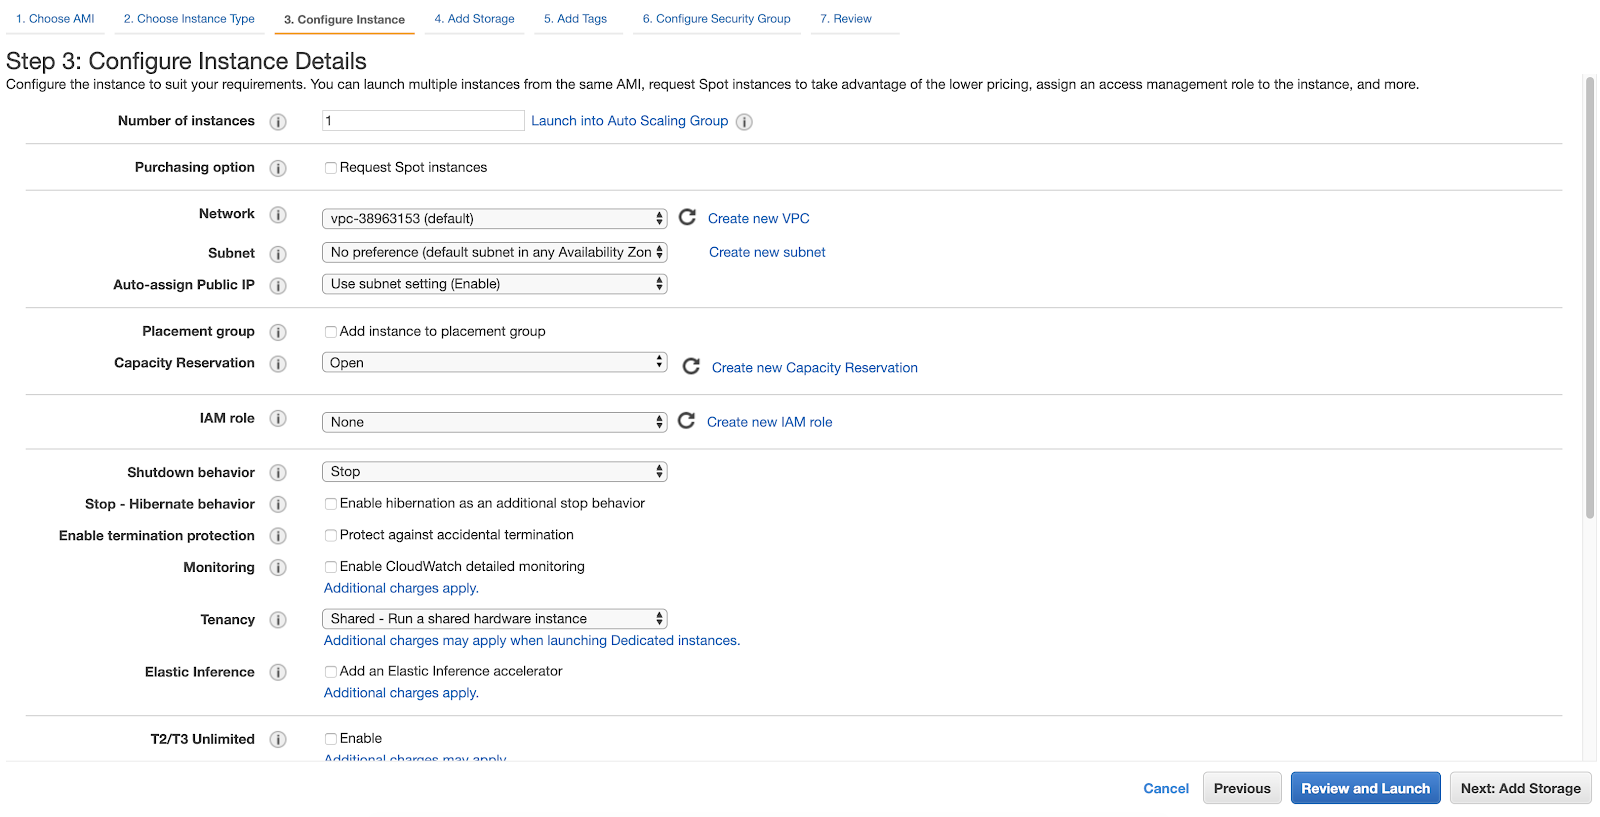 1. Choose AMI 2. Choose Instance Type 3. Configure Instance 4. Add Storage 5. Add Tags 6. Configure Security Group 7. Review
Step 3: Configure Instance Details
Configure the instance to suit your requirements. You can launch multiple instances from the same AMI, request Spot instances to take advantage of the lower pricing, assign an access management role to the instance, and more.
Number of instances i 1 Launch into Auto Scaling Group i
Purchasing option i Request Spot instances
Network i vpc-38963153 (default) Create new VPC
Subnet i No preference (default subnet in any Availability Zon Create new subnet
Auto-assign Public IP i Use subnet setting (Enable)
Placement group i Add instance to placement group
Capacity Reservation i Open Create new Capacity Reservation
IAM role i None Create new IAM role
Shutdown behavior i Stop
Stop - Hibernate behavior i Enable hibernation as an additional stop behavior
Enable termination protection i Protect against accidental termination
Monitoring i Enable CloudWatch detailed monitoring
Additional charges apply.
Tenancy i Shared - Run a shared hardware instance
Additional charges may apply when launching Dedicated instances.
Elastic Inference i Add an Elastic Inference accelerator
Additional charges apply.
T2/T3 Unlimited i Enable
Additional charges may apply
Cancel Previous Review and Launch Next: Add Storage